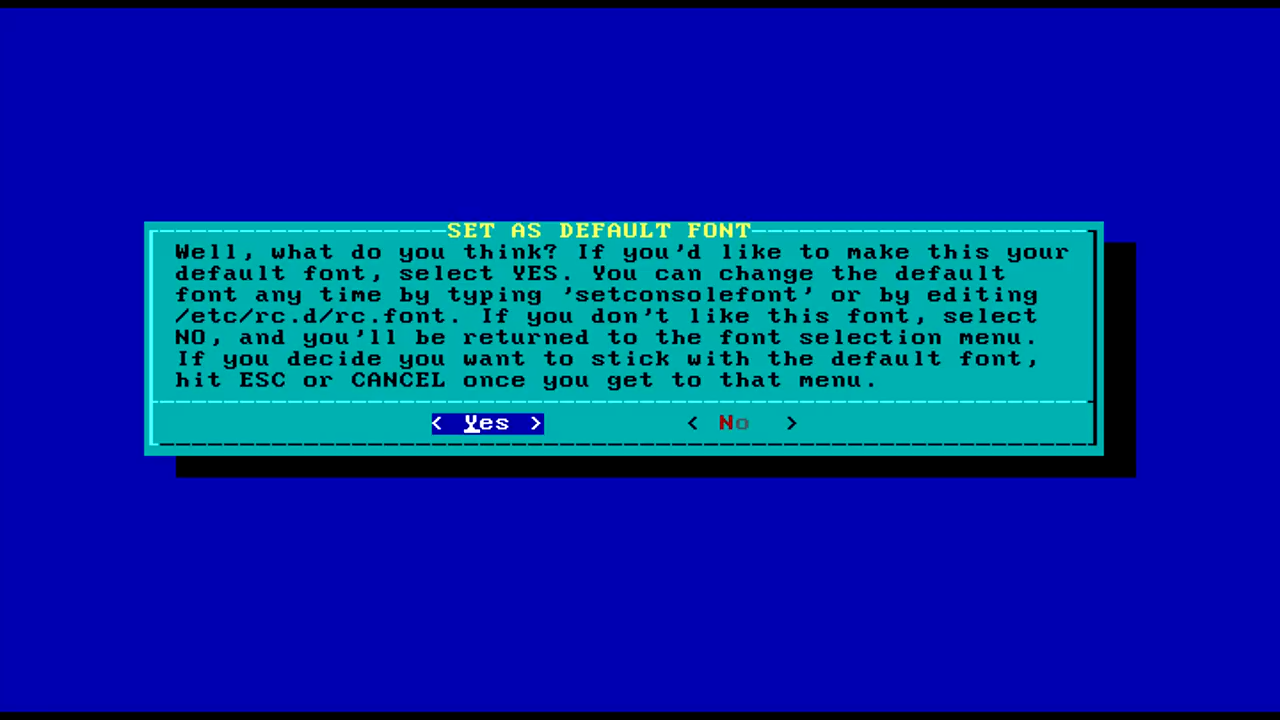 SET AS DEFAULT FONT
Well, what do you think? If you'd like to make this your
default font, select YES. You can change the default
font any time by typing 'setconsolefont' or by editing
/etc/rc.d/rc.font. If you don't like this font, select
NO, and you'll be returned to the font selection menu.
If you decide you want to stick with the default font,
hit ESC or CANCEL once you get to that menu.
< Yes > < No >